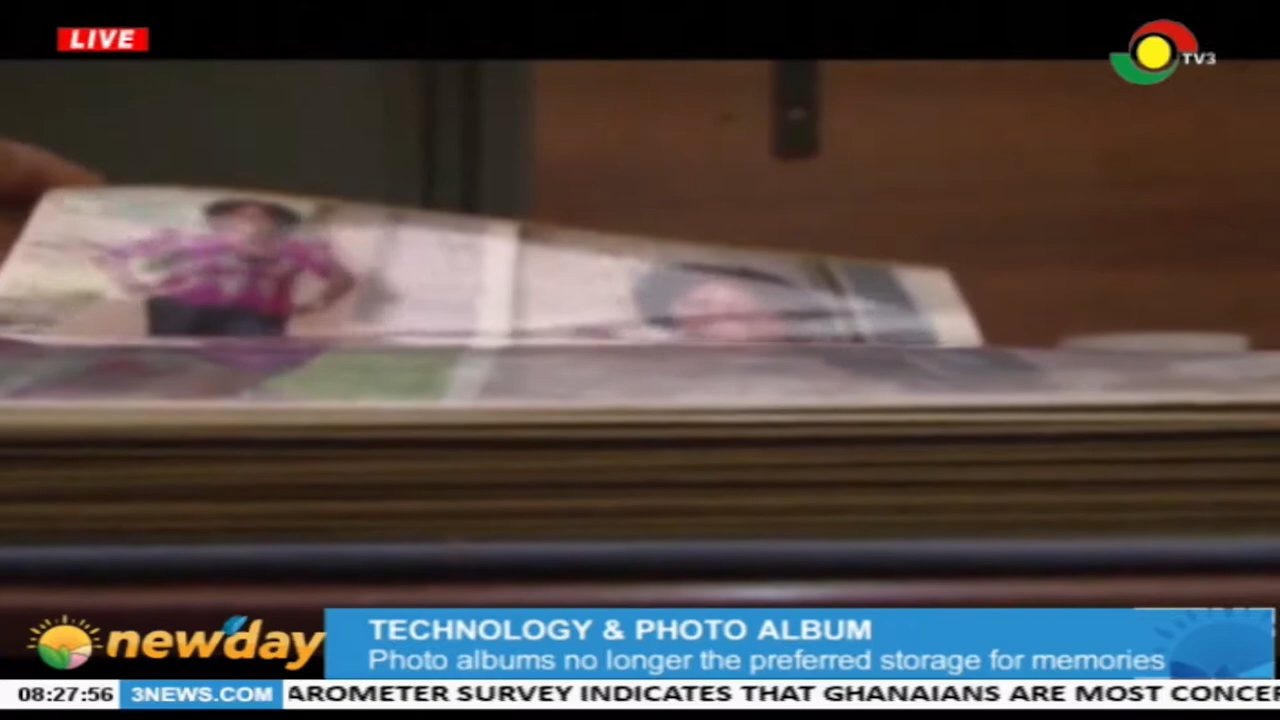 LIVE
TV3
newday
TECHNOLOGY & PHOTO ALBUM
Photo albums no longer the preferred storage for memories
08:27:56
3NEWS.COM
AROMETER SURVEY INDICATES THAT GHANAIANS ARE MOST CONCE